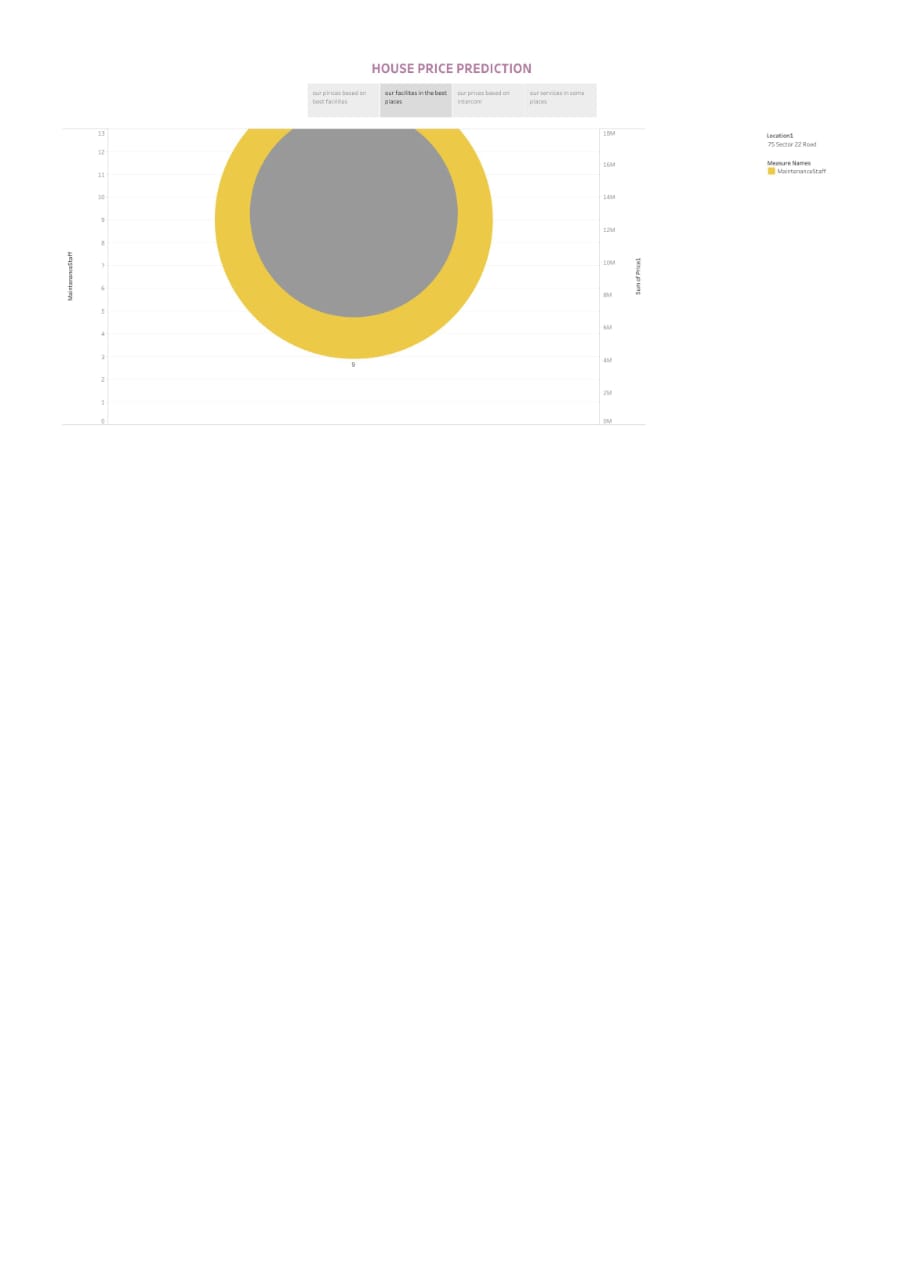 HOUSE PRICE PREDICTION
our prices based on
best facilites
our facilites in the best
places
our prices based on
intercom
our services in some
places
13
12
11
10
9
8
7
6
5
4
3
2
1
0
MaintenanceStaff
9
18M
16M
14M
12M
10M
8M
6M
4M
2M
0M
Sum of Price1
Location1
75 Sector 22 Road
Measure Names
MaintenanceStaff